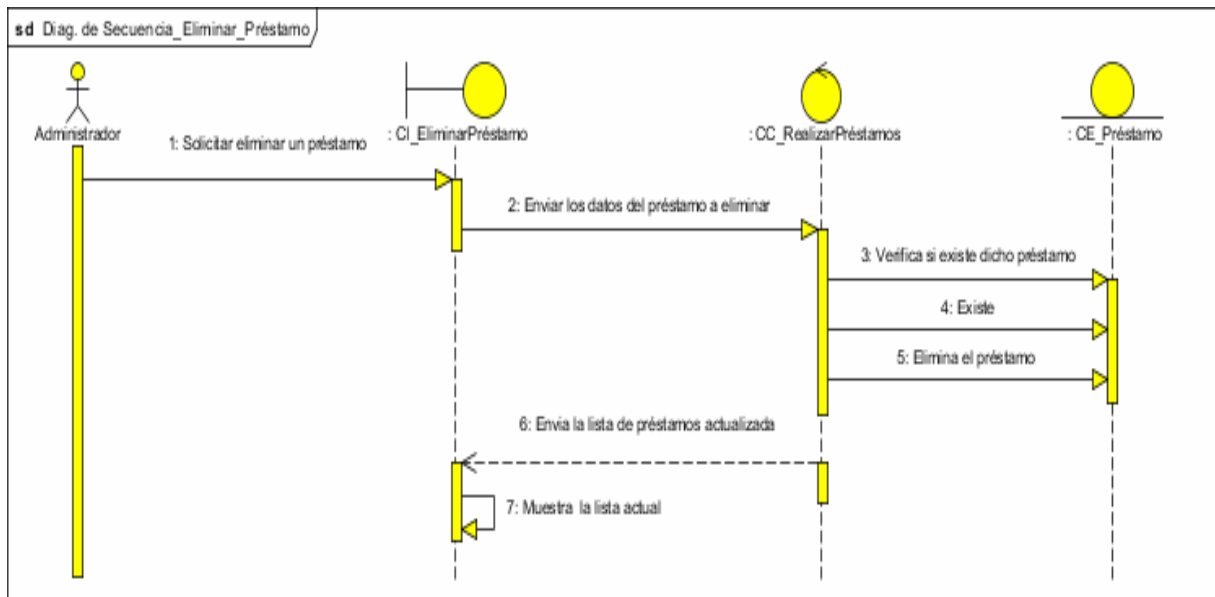 sd Diag. de Secuencia_Eliminar_Préstamo
Administrador
: CI_EliminarPréstamo
: CC_RealizarPréstamos
: CE_Préstamo
1: Solicitar eliminar un préstamo
2: Enviar los datos del préstamo a eliminar
3: Verifica si existe dicho préstamo
4: Existe
5: Elimina el préstamo
6: Envia la lista de préstamos actualizada
7: Muestra la lista actual